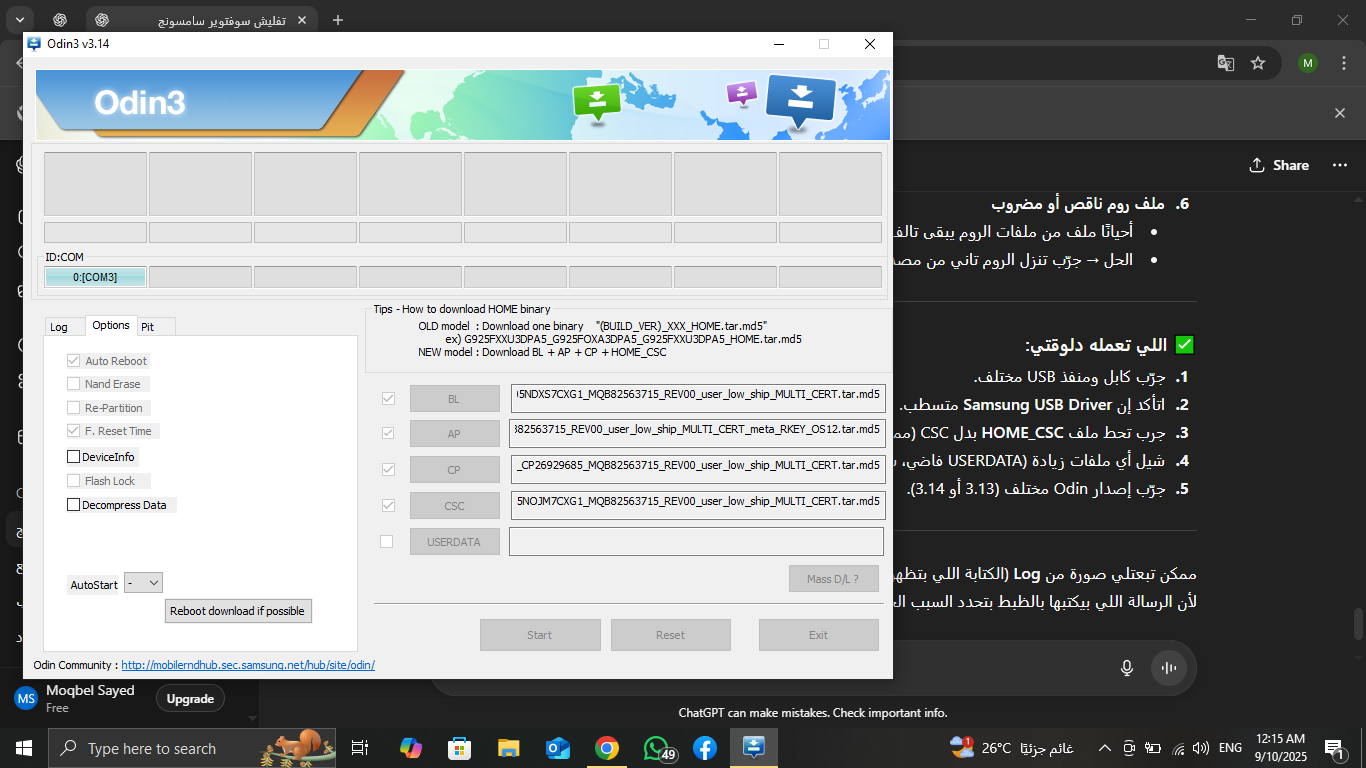 تفليش سوفتوير سامسونج
Odin3 v3.14
Odin3
M
Share
ID:COM
0:[COM3]
Log
Options
Pit
Auto Reboot
Nand Erase
Re-Partition
F. Reset Time
DeviceInfo
Flash Lock
Decompress Data
AutoStart
-
Reboot download if possible
Tips - How to download HOME binary
OLD model : Download one binary "(BUILD_VER)_XXX_HOME.tar.md5"
ex) G925FXXU3DPA5_G925FOXA3DPA5_G925FXXU3DPA5_HOME.tar.md5
NEW model : Download BL + AP + CP + HOME_CSC
BL
5NDXS7CXG1_MQB82563715_REV00_user_low_ship_MULTI_CERT.tar.md5
AP
382563715_REV00_user_low_ship_MULTI_CERT_meta_RKEY_OS12.tar.md5
CP
_CP26929685_MQB82563715_REV00_user_low_ship_MULTI_CERT.tar.md5
CSC
5NOJM7CXG1_MQB82563715_REV00_user_low_ship_MULTI_CERT.tar.md5
USERDATA
Mass D/L ?
Start
Reset
Exit
Odin Community : http://mobilerndhub.sec.samsung.net/hub/site/odin/
6. ملف روم ناقص أو مضروب
• أحيانًا ملف من ملفات الروم يبقى تالف
• الحل → جرّب تنزل الروم تاني من
✅ اللي تعمله دلوقتي:
1. جرّب كابل ومنفذ USB مختلف.
2. اتأكد إن Samsung USB Driver متسطب.
3. جرب تحط ملف HOME_CSC بدل CSC
4. شيل أي ملفات زيادة (USERDATA فاضي،
5. جرّب إصدار Odin مختلف (3.13 أو 3.14).
ممكن تبعتلي صورة من Log (الكتابة اللي
لأن الرسالة اللي بيكتبها بالظبط بتحدد السبب
MS
Moqbel Sayed
Free
Upgrade
ChatGPT can make mistakes. Check important info.
Type here to search
49
1
26°C غائم جزئيًا
ENG
12:15 AM
9/10/2025
1